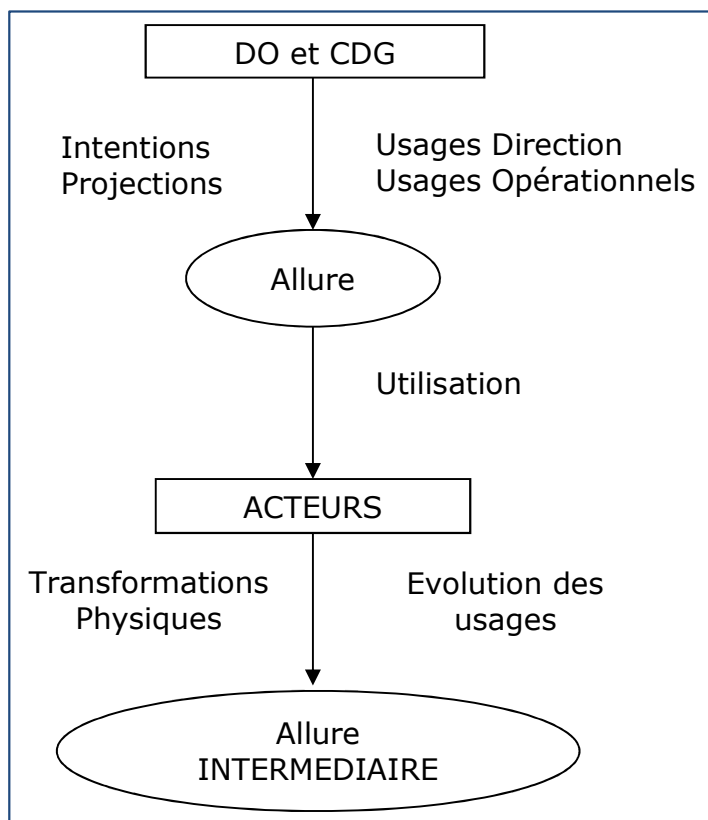 DO et CDG
Intentions
Projections
Usages Direction
Usages Opérationnels
Allure
Utilisation
ACTEURS
Transformations
Physiques
Evolution des
usages
Allure
INTERMEDIAIRE